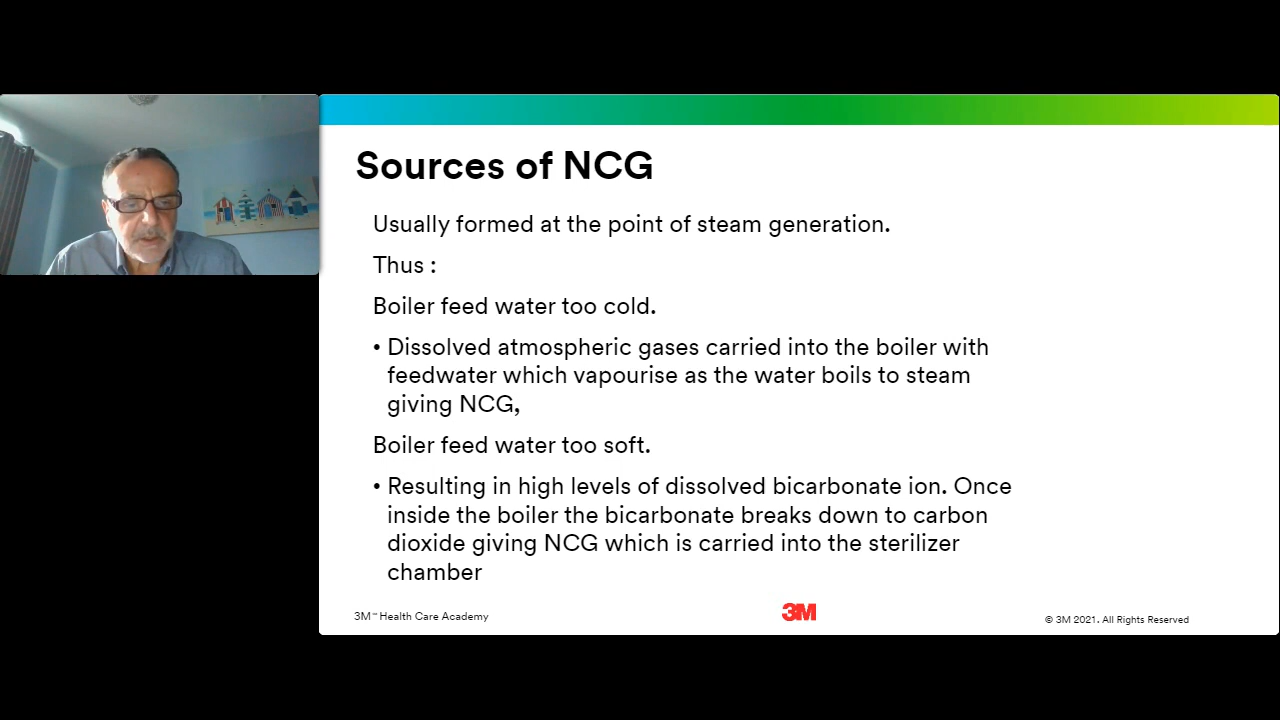 Sources of NCG
Usually formed at the point of steam generation.
Thus :
Boiler feed water too cold.
• Dissolved atmospheric gases carried into the boiler with
feedwater which vapourise as the water boils to steam
giving NCG,
Boiler feed water too soft.
• Resulting in high levels of dissolved bicarbonate ion. Once
inside the boiler the bicarbonate breaks down to carbon
dioxide giving NCG which is carried into the sterilizer
chamber
3M™ Health Care Academy
3M
© 3M 2021. All Rights Reserved